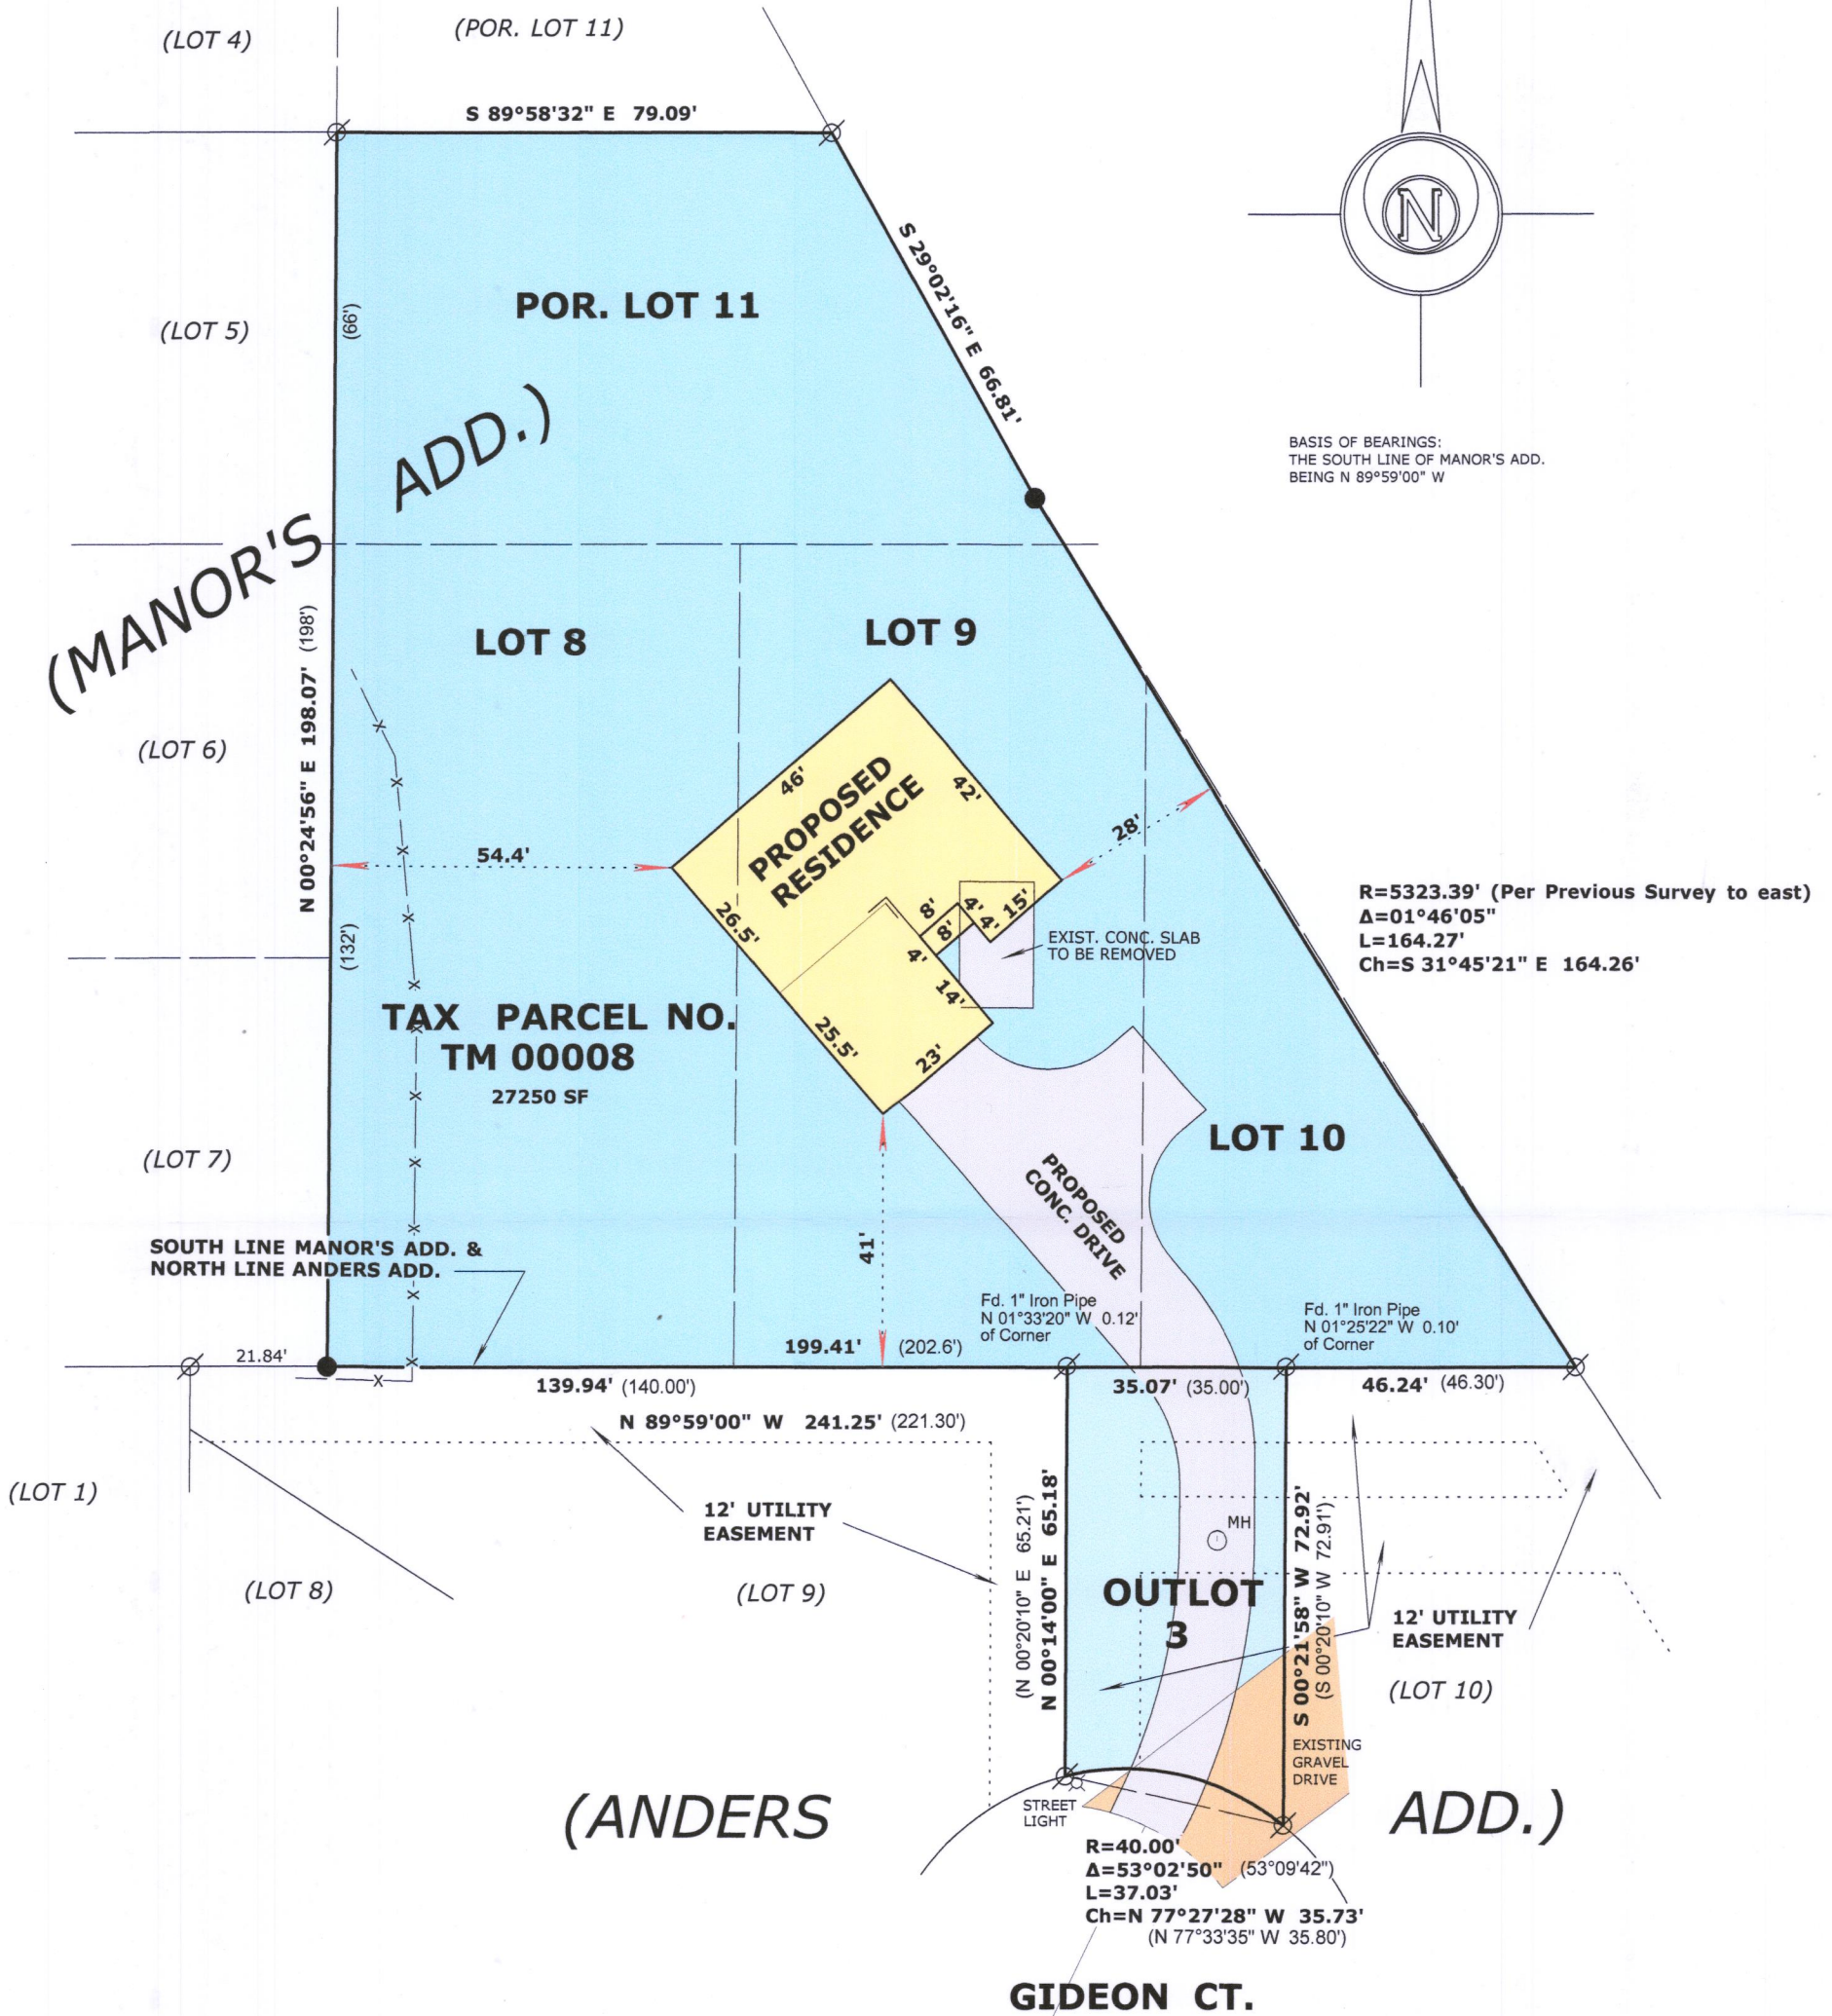 (LOT 4)
(POR. LOT 11)
S 89°58'32" E 79.09'
N
S 29°02'16" E 66.81'
POR. LOT 11
(66')
(LOT 5)
BASIS OF BEARINGS:
THE SOUTH LINE OF MANOR'S ADD.
BEING N 89°59'00" W
(MANOR'S ADD.)
LOT 8
LOT 9
N 00°24'56" E 198.07' (198')
(LOT 6)
46'
42'
PROPOSED
RESIDENCE
28'
54.4'
26.5'
8'
8'
4'
4'
15'
4'
14'
EXIST. CONC. SLAB
TO BE REMOVED
R=5323.39' (Per Previous Survey to east)
Δ=01°46'05"
L=164.27'
Ch=S 31°45'21" E 164.26'
(132')
TAX PARCEL NO.
TM 00008
27250 SF
25.5'
23'
LOT 10
(LOT 7)
PROPOSED
CONC. DRIVE
SOUTH LINE MANOR'S ADD. &
NORTH LINE ANDERS ADD.
41'
Fd. 1" Iron Pipe
N 01°33'20" W 0.12'
of Corner
Fd. 1" Iron Pipe
N 01°25'22" W 0.10'
of Corner
21.84'
199.41' (202.6')
139.94' (140.00')
35.07' (35.00')
46.24' (46.30')
N 89°59'00" W 241.25' (221.30')
(LOT 1)
12' UTILITY
EASEMENT
(N 00°20'10" E 65.21')
N 00°14'00" E 65.18'
MH
S 00°21'58" W 72.92'
(S 00°20'10" W 72.91')
(LOT 8)
(LOT 9)
OUTLOT
3
12' UTILITY
EASEMENT
(LOT 10)
EXISTING
GRAVEL
DRIVE
STREET
LIGHT
(ANDERS ADD.)
R=40.00'
Δ=53°02'50" (53°09'42")
L=37.03'
Ch=N 77°27'28" W 35.73'
(N 77°33'35" W 35.80')
GIDEON CT.